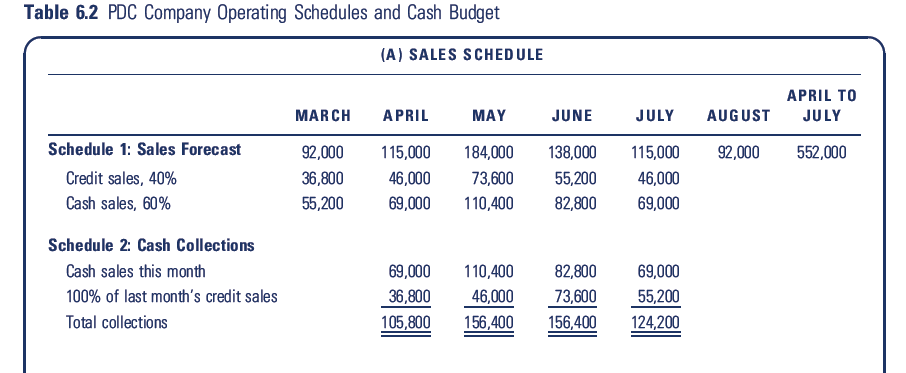 Table 6.2 PDC Company Operating Schedules and Cash Budget
(A) SALES SCHEDULE
APRIL TO
MARCH APRIL MAY JUNE JULY AUGUST JULY
Schedule 1: Sales Forecast 92,000 115,000 184,000 138,000 115,000 92,000 552,000
Credit sales, 40% 36,800 46,000 73,600 55,200 46,000
Cash sales, 60% 55,200 69,000 110,400 82,800 69,000
Schedule 2: Cash Collections
Cash sales this month 69,000 110,400 82,800 69,000
100% of last month's credit sales 36,800 46,000 73,600 55,200
Total collections 105,800 156,400 156,400 124,200